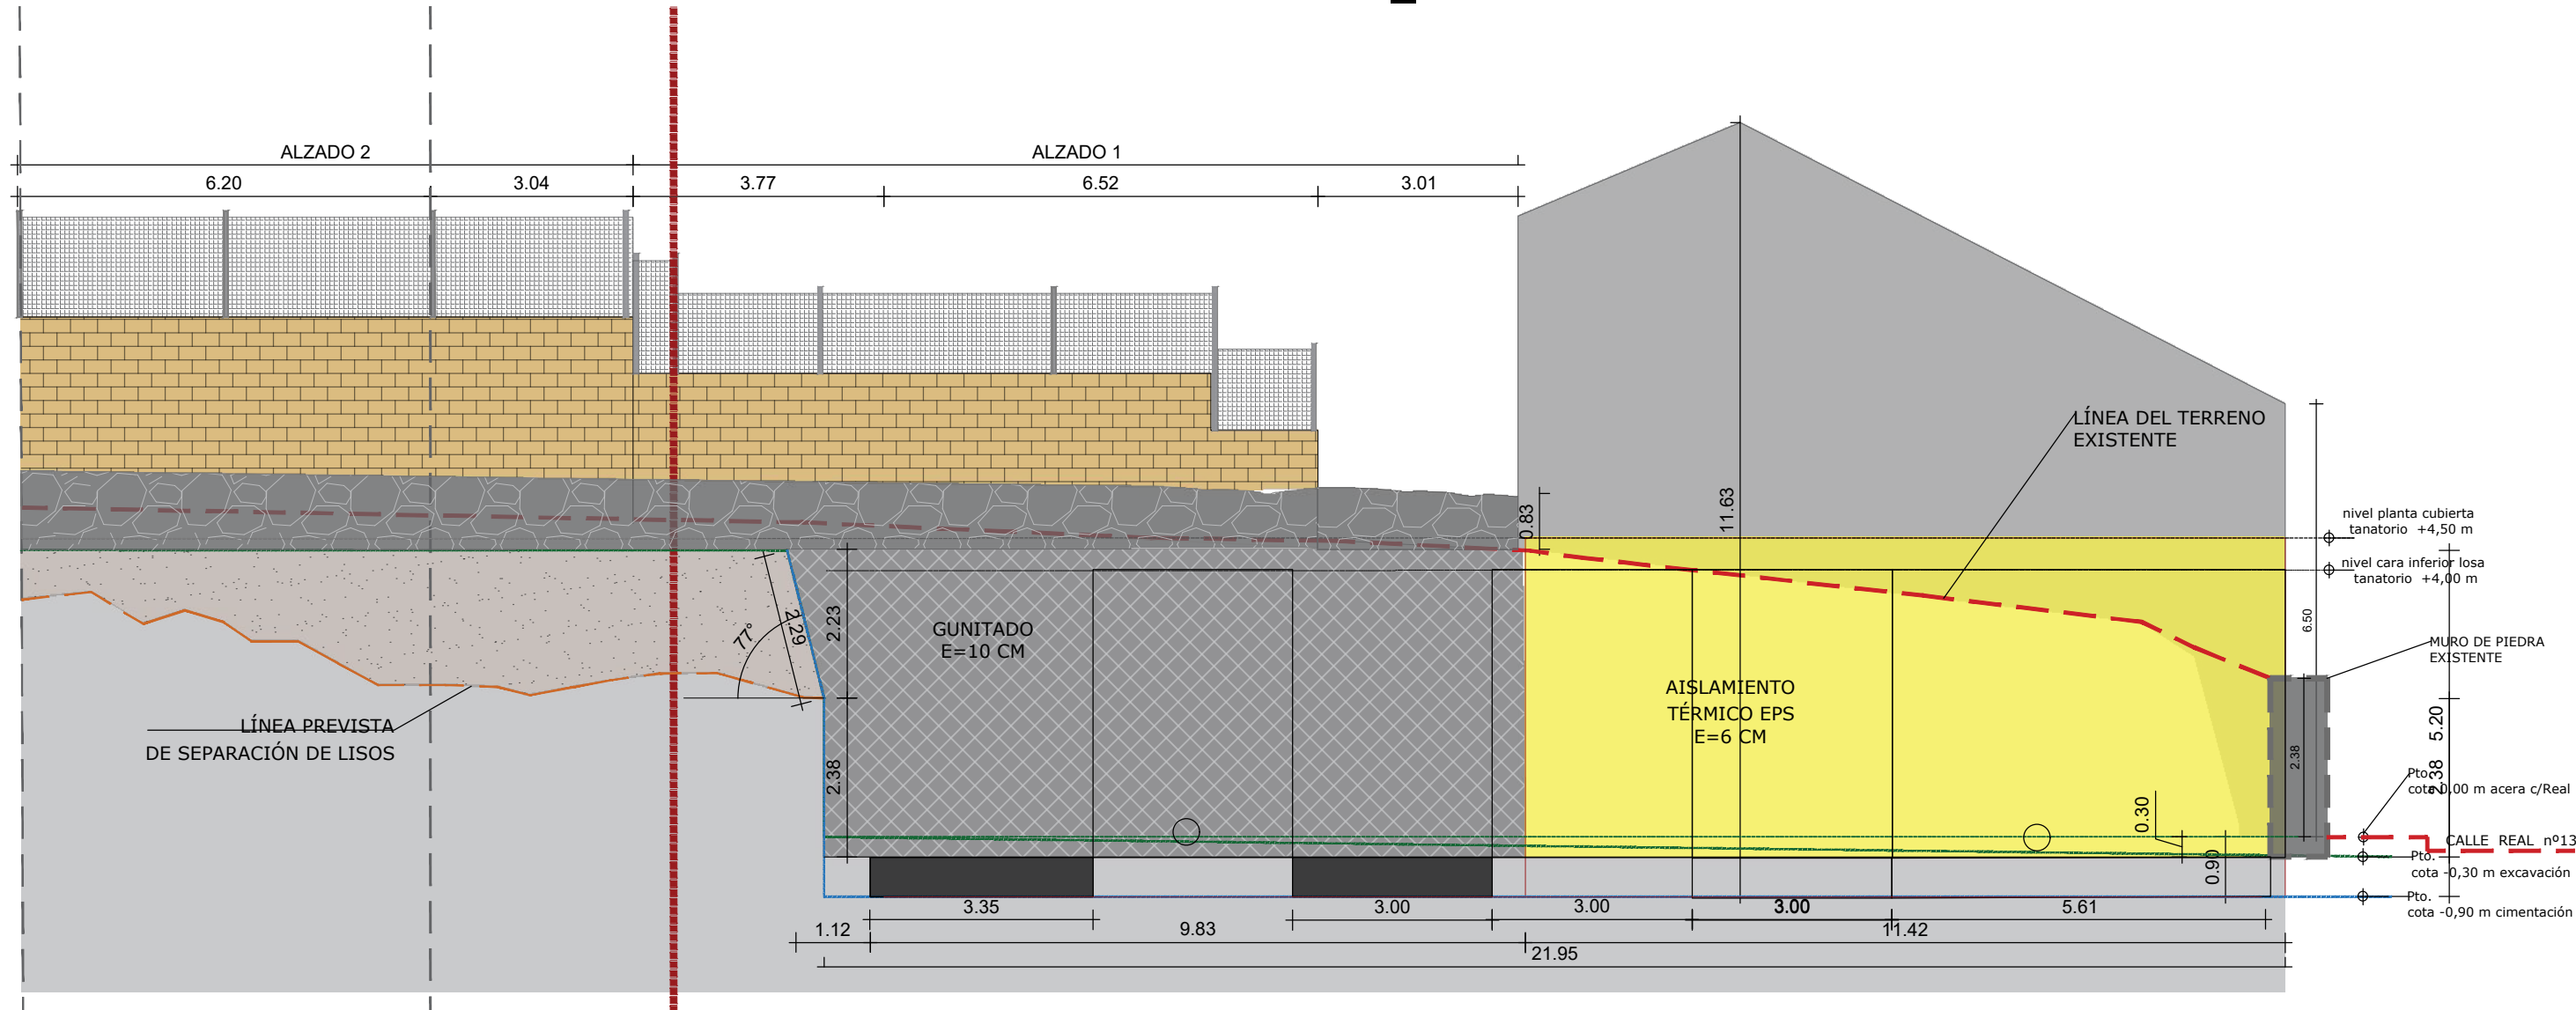 ALZADO 2
ALZADO 1
6.20
3.04
3.77
6.52
3.01
LÍNEA DEL TERRENO
EXISTENTE
11.63
0.83
nivel planta cubierta
tanatorio +4,50 m
nivel cara inferior losa
tanatorio +4,00 m
6.50
MURO DE PIEDRA
EXISTENTE
GUNITADO
E=10 CM
2.23
2.29
77°
AISLAMIENTO
TÉRMICO EPS
E=6 CM
LÍNEA PREVISTA
DE SEPARACIÓN DE LISOS
2.38
5.20
2.38
2.38
Pto.
cota 0,00 m acera c/Real
0.30
CALLE REAL nº13
Pto.
cota -0,30 m excavación
0.90
Pto.
cota -0,90 m cimentación
3.35
3.00
3.00
3.00
5.61
1.12
9.83
11.42
21.95